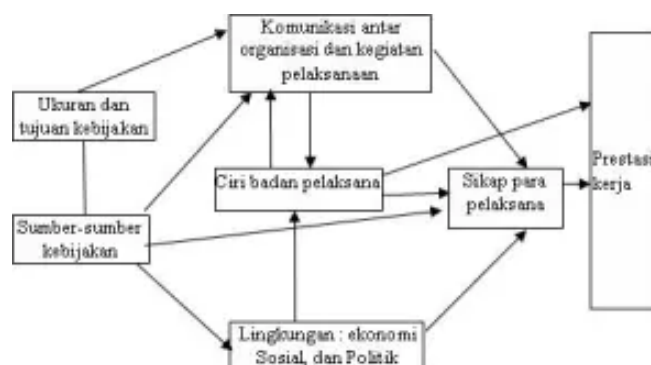 Komunikasi antar
organisasi dan kegiatan
pelaksanaan
Ukuran dan
tujuan kebijakan
Ciri badan pelaksana
Sikap para
pelaksana
Prestasi
kerja
Sumber-sumber
kebijakan
Lingkungan : ekonomi
Sosial, dan Politik